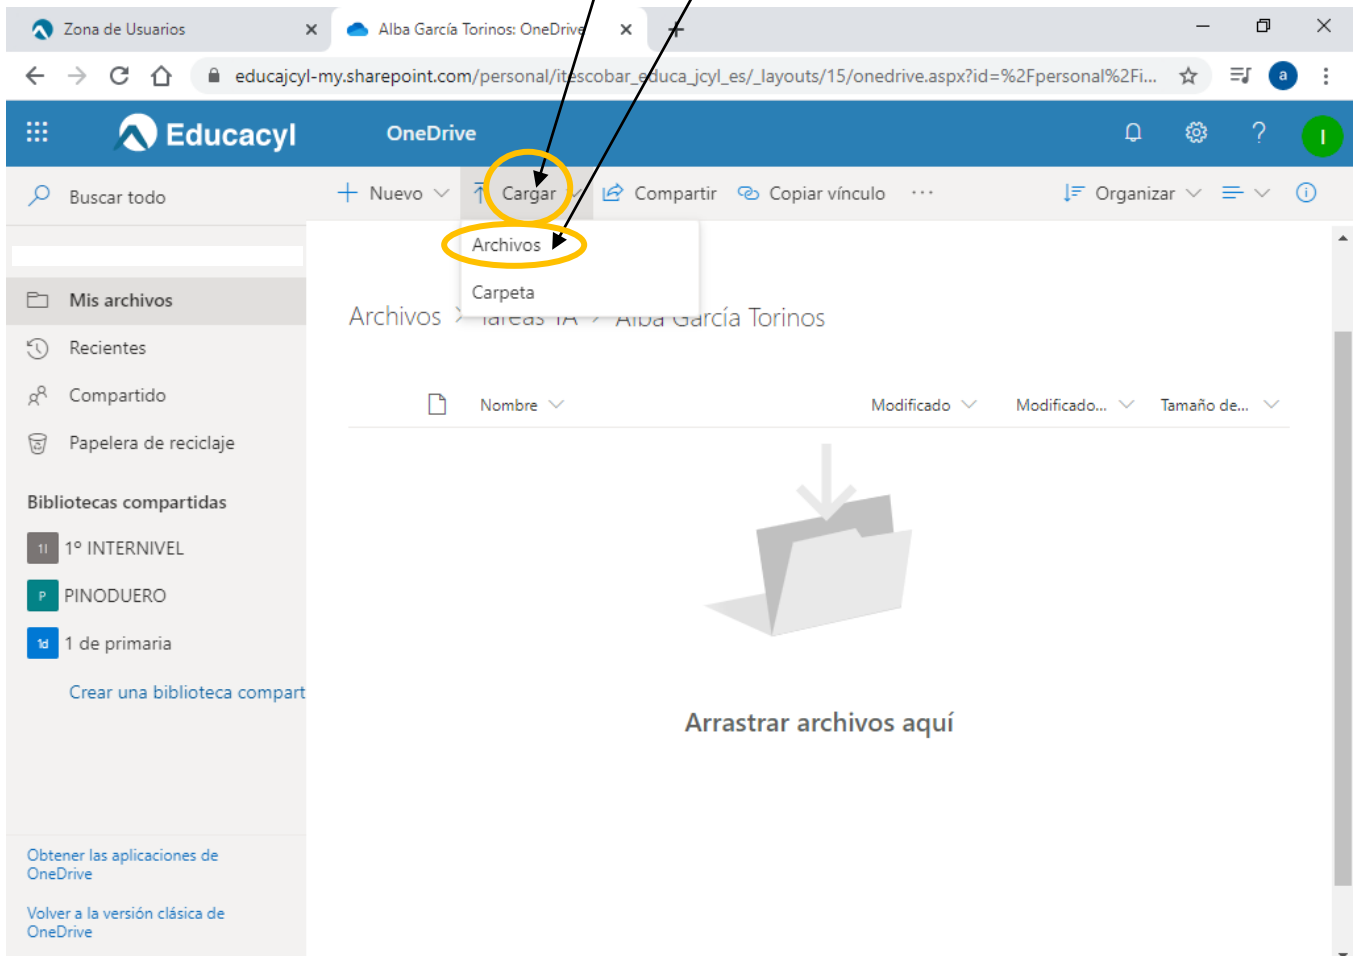 Zona de Usuarios
Alba García Torinos: OneDrive
educajcyl-my.sharepoint.com/personal/itescobar_educa_jcyl_es/_layouts/15/onedrive.aspx?id=%2Fpersonal%2Fi...
a
Educacyl
OneDrive
?
I
Buscar todo
Nuevo
Cargar
Compartir
Copiar vínculo
...
Organizar
Archivos
Carpeta
Mis archivos
Recientes
Compartido
Papelera de reciclaje
Bibliotecas compartidas
1I 1º INTERNIVEL
P PINODUERO
1d 1 de primaria
Crear una biblioteca compart
Obtener las aplicaciones de
OneDrive
Volver a la versión clásica de
OneDrive
Archivos > Tareas 1A > Alba García Torinos
Nombre
Modificado
Modificado...
Tamaño de...
Arrastrar archivos aquí